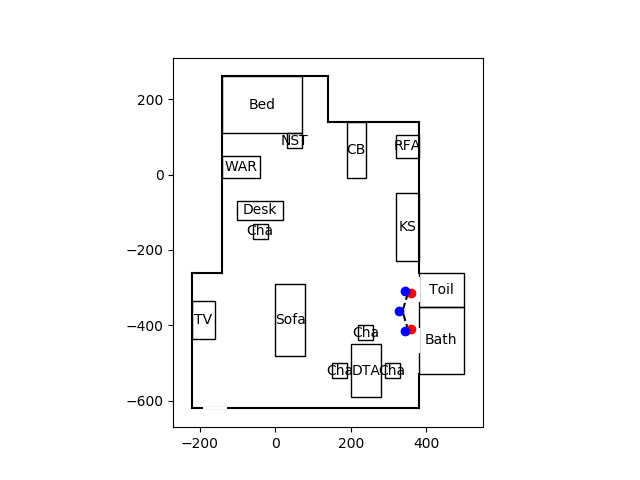 200
0
−200
−400
−600
Bed
NST
CB
RFA
WAR
Desk
Cha
KS
Toil
TV
Sofa
Cha
Bath
Cha
DTA
Cha
−200
0
200
400